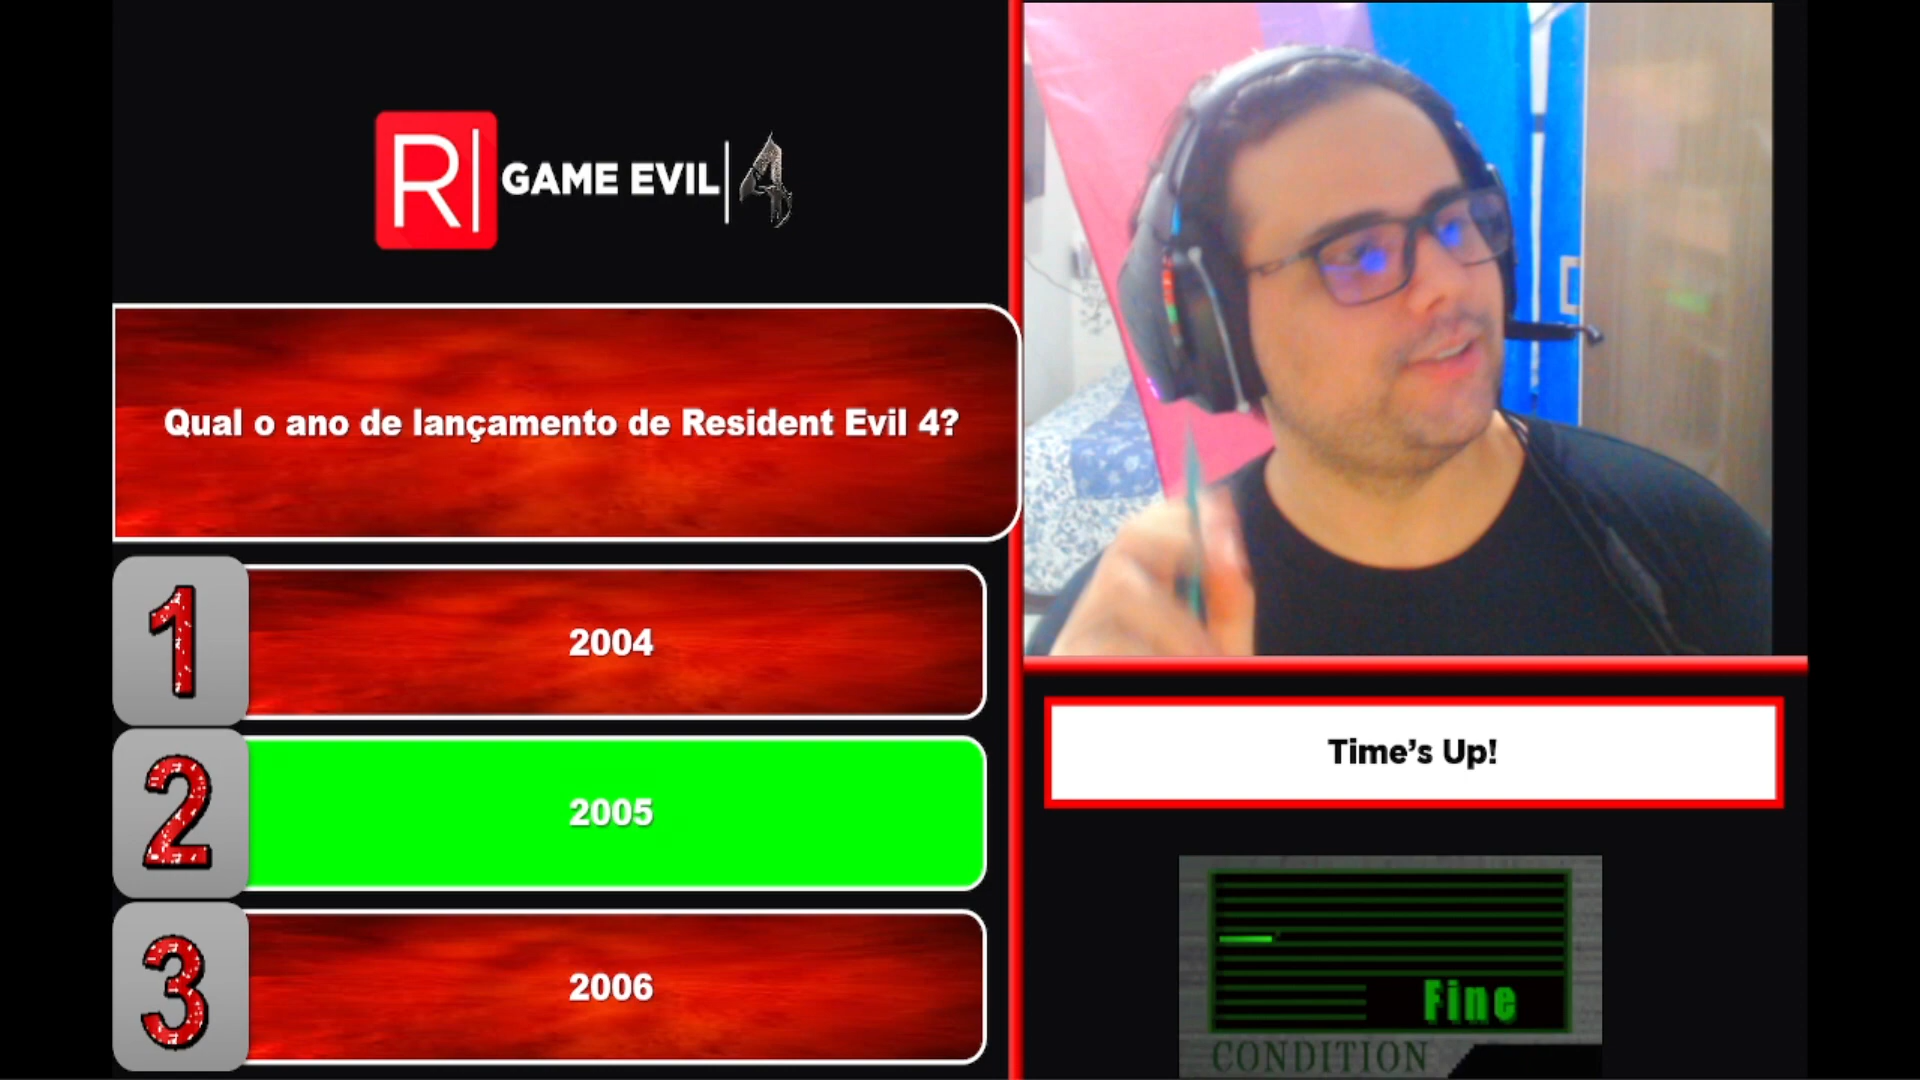 R| GAME EVIL|4
Qual o ano de lançamento de Resident Evil 4?
1 2004
2 2005
3 2006
Time's Up!
Fine
CONDITION